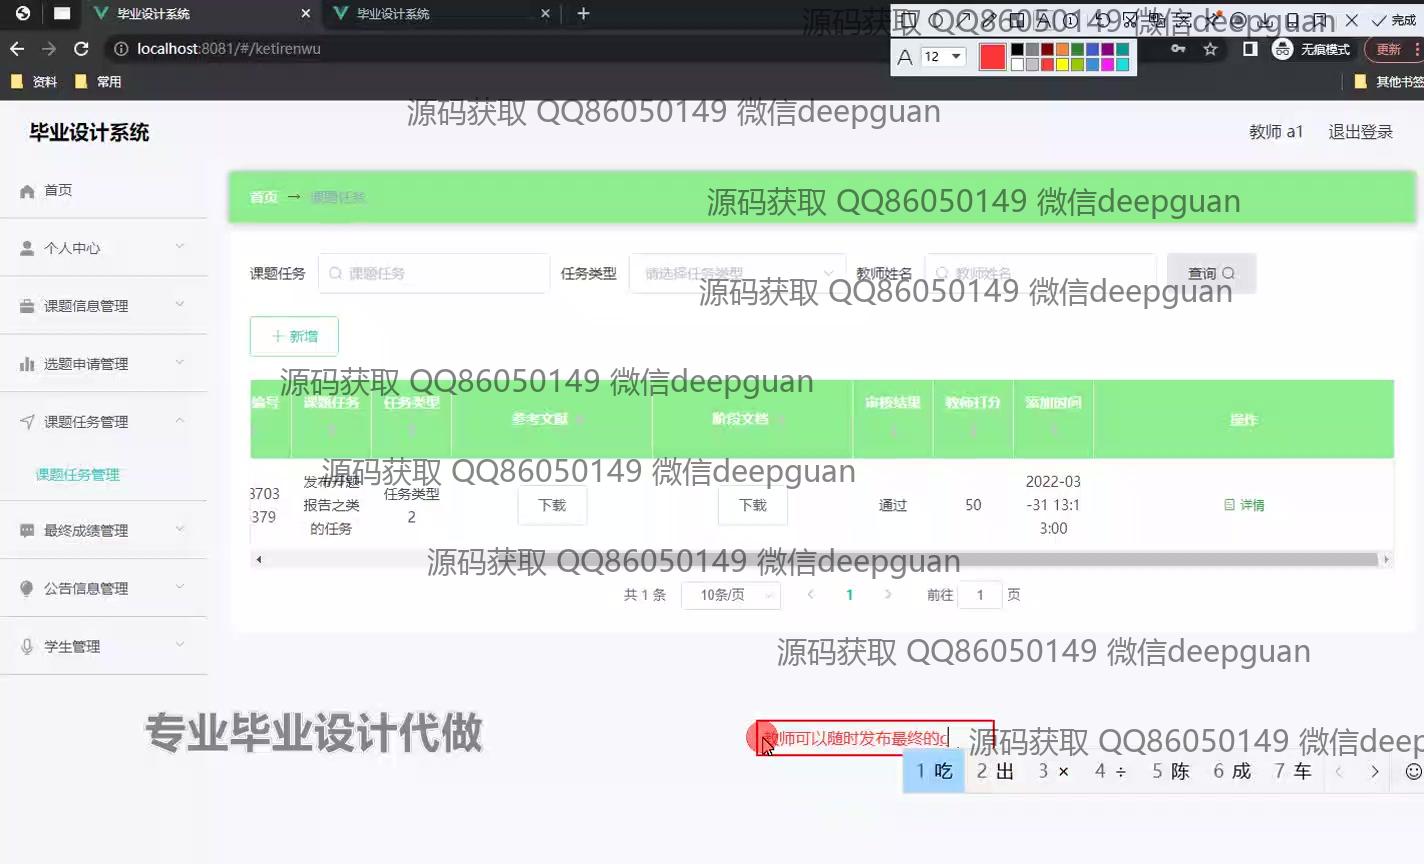 毕业设计系统
毕业设计系统
完成
localhost:8081/#/ketirenwu
A 12
无痕模式
更新
资料
常用
其他书签
源码获取 QQ86050149 微信deepguan
源码获取 QQ86050149 微信deepguan
毕业设计系统
教师 a1
退出登录
首页
个人中心
课题信息管理
选题申请管理
课题任务管理
课题任务管理
最终成绩管理
公告信息管理
学生管理
首页 → 课题任务
源码获取 QQ86050149 微信deepguan
课题任务
课题任务
任务类型
请选择任务类型
教师姓名
教师姓名
查询
源码获取 QQ86050149 微信deepguan
+ 新增
源码获取 QQ86050149 微信deepguan
编号 课题任务 任务类型 参考文献 阶段文档 审核结果 教师打分 添加时间 操作
源码获取 QQ86050149 微信deepguan
3703
379
发布开题
报告之类
的任务
任务类型
2
下载
下载
通过
50
2022-03
-31 13:1
3:00
详情
源码获取 QQ86050149 微信deepguan
共 1 条
10条/页
1
前往 1 页
源码获取 QQ86050149 微信deepguan
专业毕业设计代做
教师可以随时发布最终的c
源码获取 QQ86050149 微信deep
1 吃 2 出 3 × 4 ÷ 5 陈 6 成 7 车